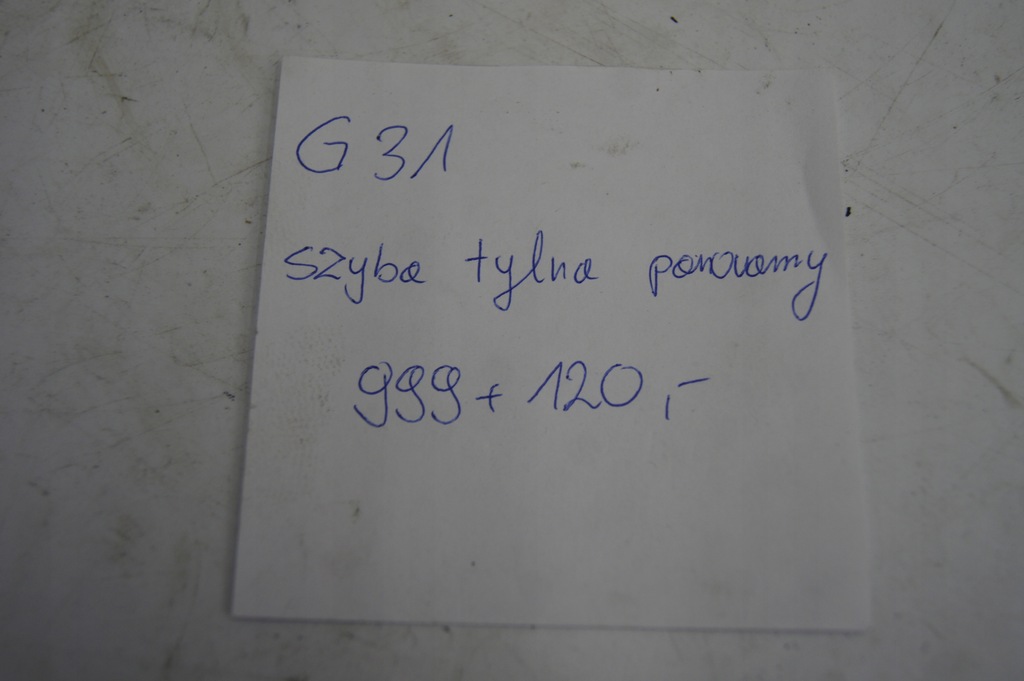 G31
szyba tylna panoramy
999 + 120,-